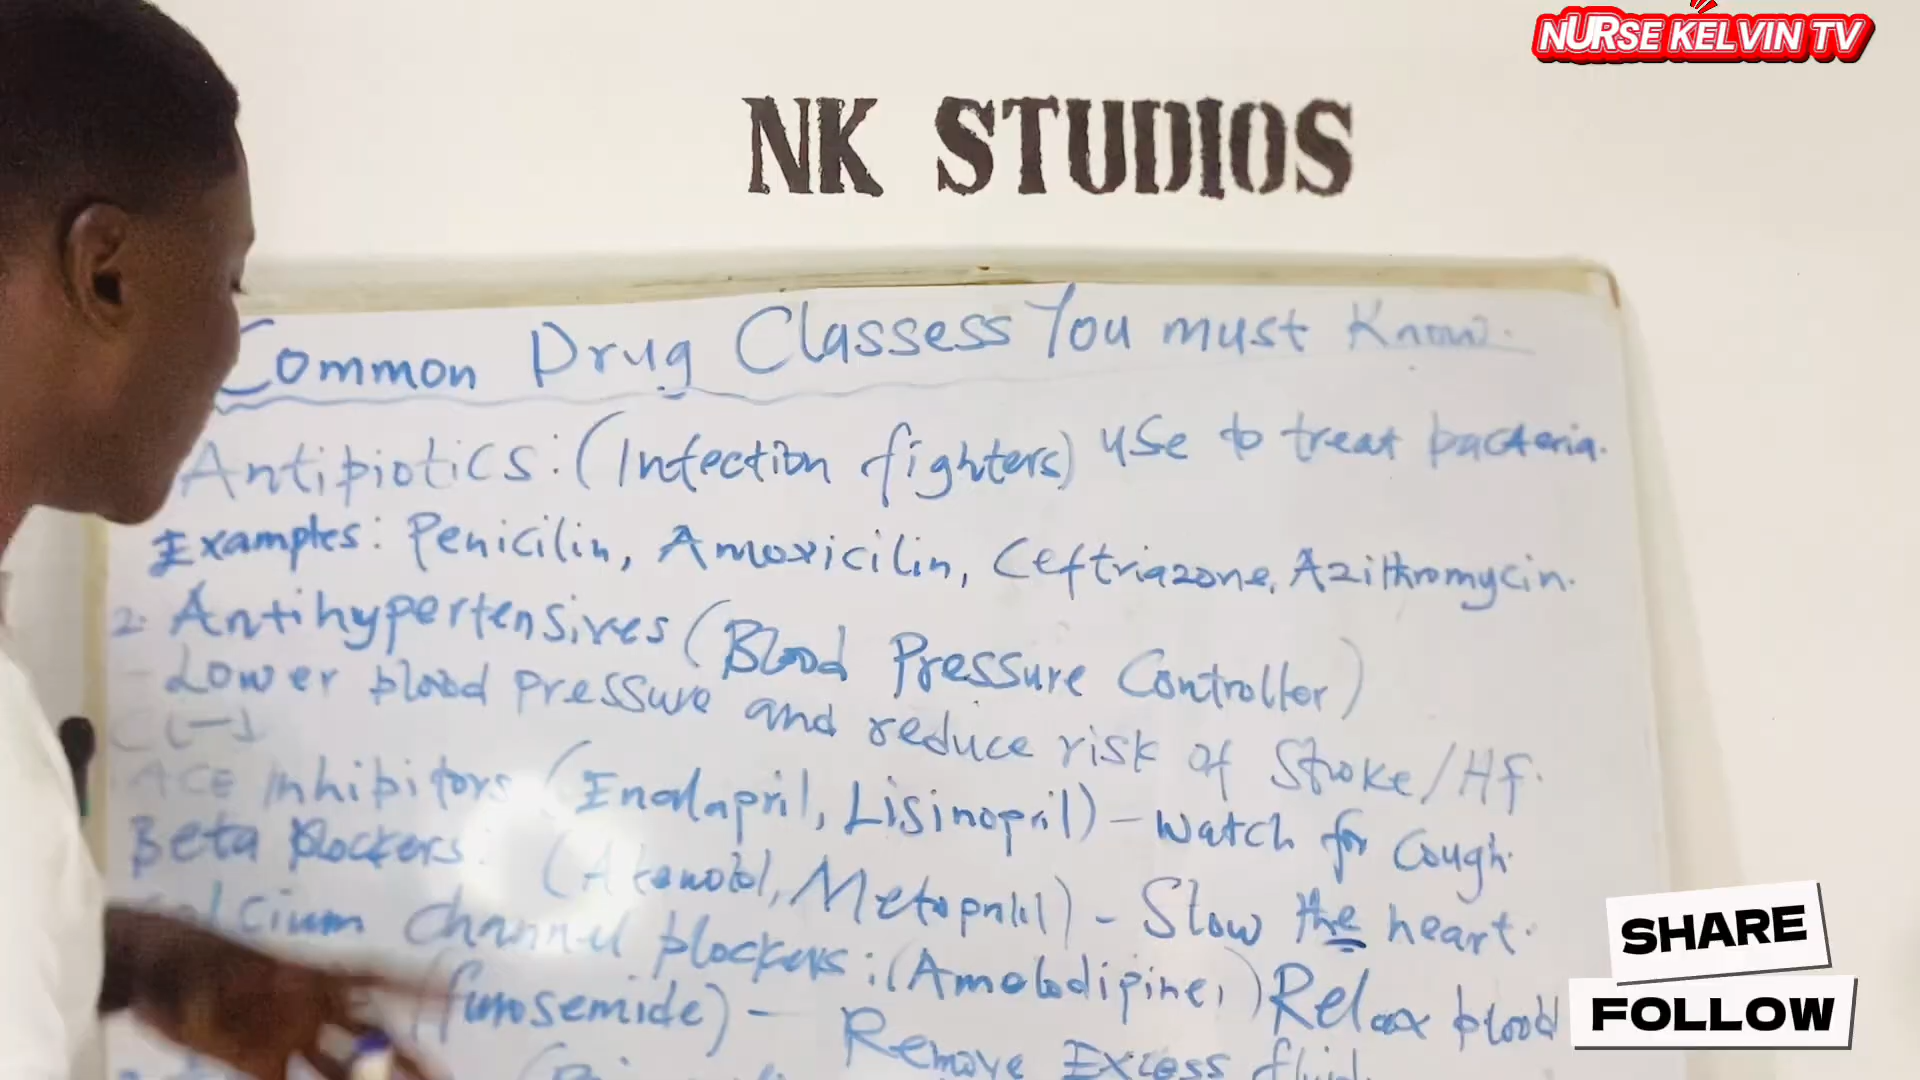 NURSE KELVIN TV
NK STUDIOS
Common Drug Classess You must Know.
Antibiotics: (Infection fighters) use to treat bacteria.
Examples: Penicilin, Amoxicilin, Ceftriazone, Azithromycin.
2. Antihypertensives (Blood Pressure Controller)
- Lower blood pressure and reduce risk of Stroke/HF.
ACE inhibitors (Enalapril, Lisinopril) - Watch for Cough.
Beta Blockers: (Atenolol, Metoprolol) - Slow the heart.
Calcium channel blockers: (Amolodipine,) Relax blood
(furosemide) - Remove Excess fluid
SHARE
FOLLOW